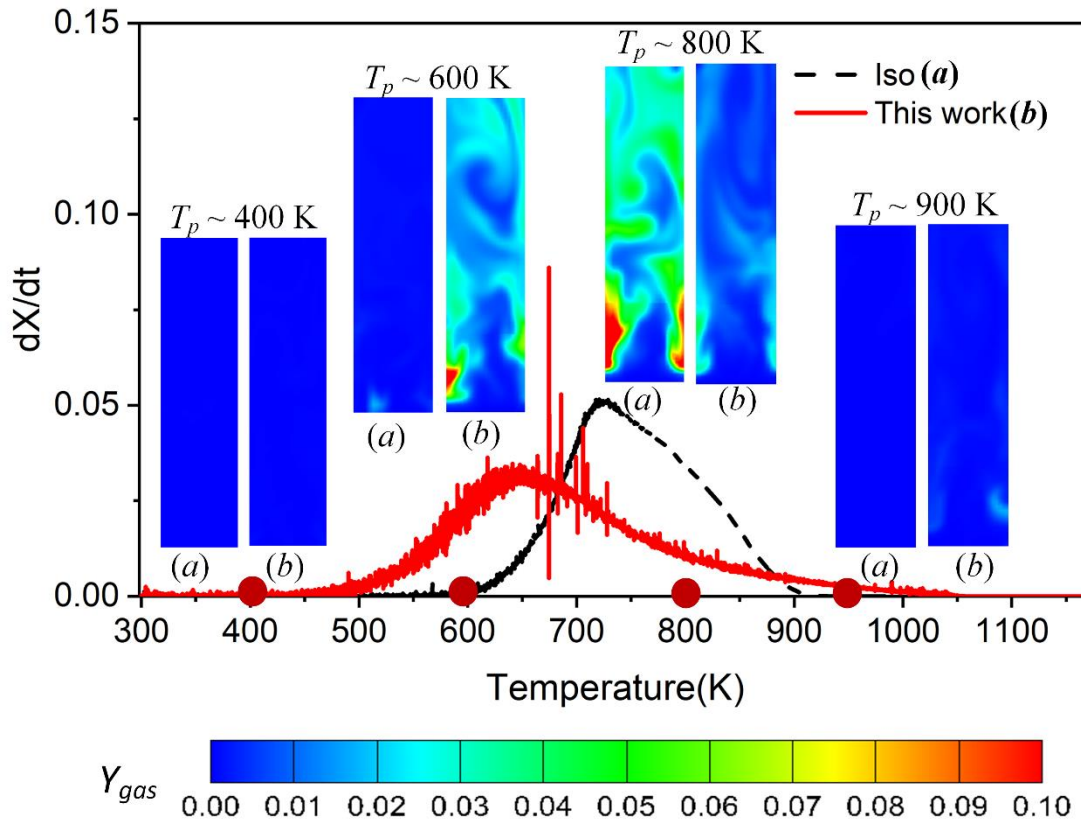 0.15
T_p ~ 800 K
Iso (a)
This work (b)
T_p ~ 600 K
T_p ~ 400 K
T_p ~ 900 K
0.10
dX/dt
0.05
(a) (b)
(a) (b)
(a) (b)
(a) (b)
0.00
300 400 500 600 700 800 900 1000 1100
Temperature(K)
Y_gas
0.00 0.01 0.02 0.03 0.04 0.05 0.06 0.07 0.08 0.09 0.10